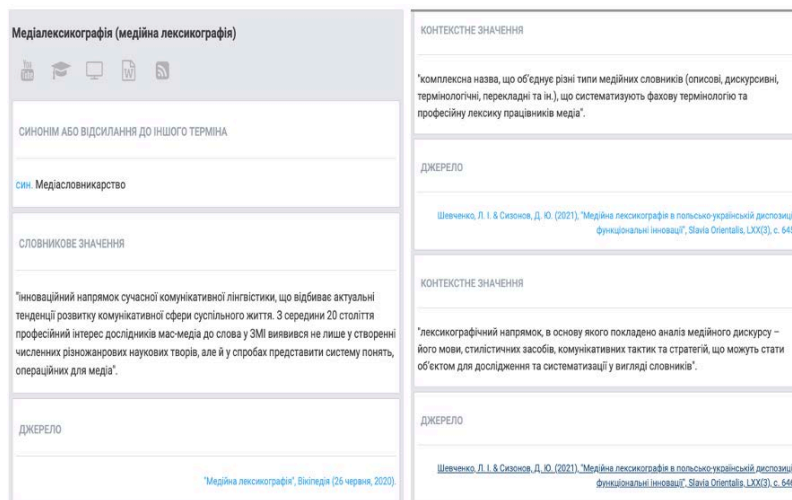 Медіалексикографія (медійна лексикографія)
You
Tube
W
СИНОНІМ АБО ВІДСИЛАННЯ ДО ІНШОГО ТЕРМІНА
син. Медіасловникарство
СЛОВНИКОВЕ ЗНАЧЕННЯ
"інноваційний напрямок сучасної комунікативної лінгвістики, що відбиває актуальні
тенденції розвитку комунікативної сфери суспільного життя. З середини 20 століття
професійний інтерес дослідників мас-медіа до слова у ЗМІ виявився не лише у створенні
численних різножанрових наукових творів, але й у спробах представити систему понять,
операційних для медіа".
ДЖЕРЕЛО
"Медійна лексикографія", Вікіпедія (26 червня, 2020).
КОНТЕКСТНЕ ЗНАЧЕННЯ
"комплексна назва, що об'єднує різні типи медійних словників (описові, дискурсивні,
термінологічні, перекладні та ін.), що систематизують фахову термінологію та
професійну лексику працівників медіа".
ДЖЕРЕЛО
Шевченко, Л. І. & Сизонов, Д. Ю. (2021), "Медійна лексикографія в польсько-українській диспозиці
функціональні інновації", Slavia Orientalis, LXX(3), с. 645
КОНТЕКСТНЕ ЗНАЧЕННЯ
"лексикографічний напрямок, в основу якого покладено аналіз медійного дискурсу –
його мови, стилістичних засобів, комунікативних тактик та стратегій, що можуть стати
об'єктом для дослідження та систематизації у вигляді словників".
ДЖЕРЕЛО
Шевченко, Л. І. & Сизонов, Д. Ю. (2021), "Медійна лексикографія в польсько-українській диспозиці
функціональні інновації", Slavia Orientalis, LXX(3), с. 646